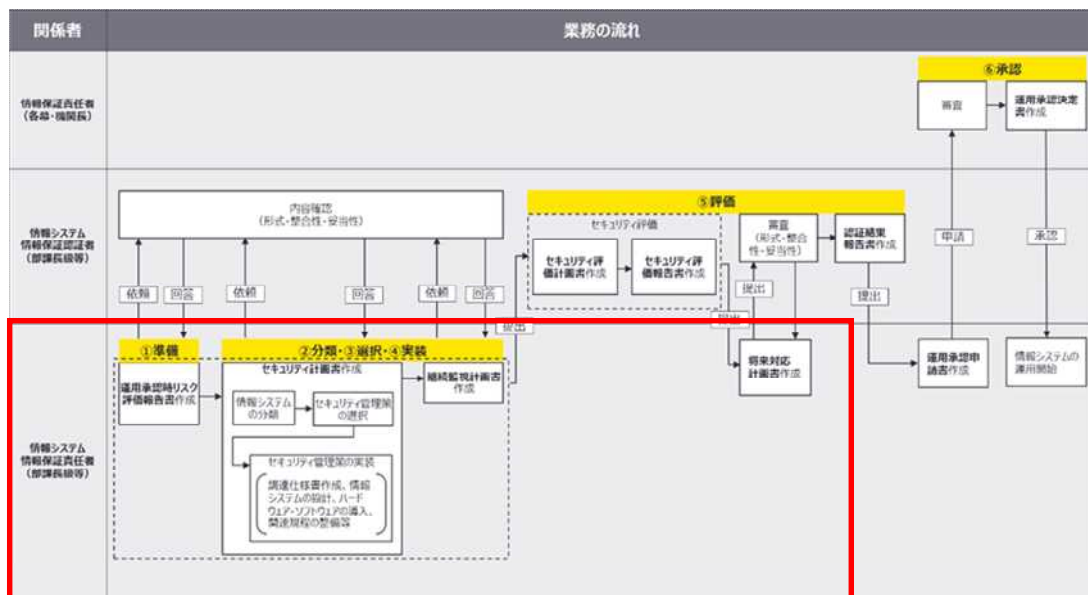 関係者
業務の流れ
情報保証責任者
(各幕・機関長)
⑥承認
審査
運用承認決定
書作成
情報システム
情報保証認証者
(部課長級等)
内容確認
(形式・整合性・妥当性)
⑤評価
セキュリティ評価
セキュリティ評
価計画書作成
セキュリティ評
価報告書作成
審査
(形式・整合
性・妥当性)
認証結果
報告書作成
申請
承認
依頼
回答
依頼
回答
依頼
回答
提出
提出
提出
提出
情報システム
情報保証責任者
(部課長級等)
①準備
運用承認時リスク
評価報告書作成
②分類・③選択・④実装
セキュリティ計画書作成
情報システム
の分類
セキュリティ管理策
の選択
セキュリティ管理策の実装
調達仕様書作成、情報
システムの設計、ハード
ウェア・ソフトウェアの導入、
関連規程の整備等
継続監視計画書
作成
将来対応
計画書作成
運用承認申
請書作成
情報システムの
運用開始